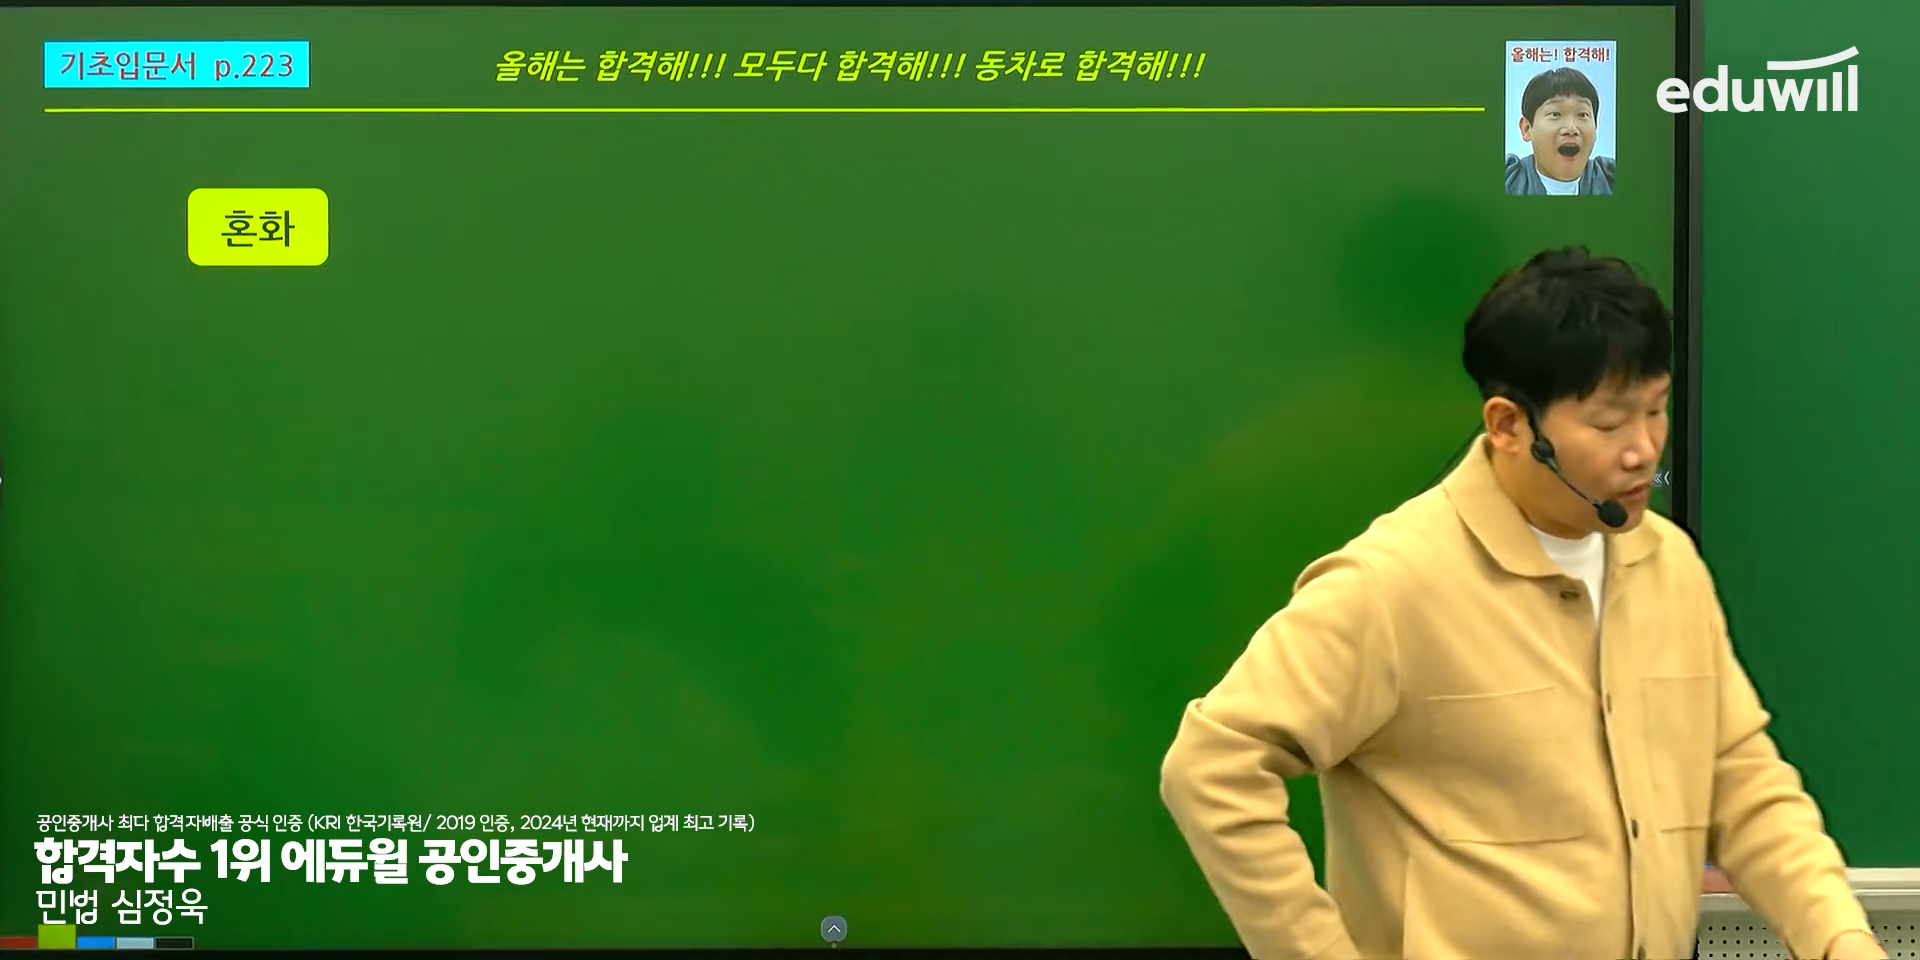 기초입문서 p.223
올해는 합격해!!! 모두다 합격해!!! 동차로 합격해!!!
올해는! 합격해!
eduwill
혼화
공인중개사 최다 합격자배출 공식 인증 (KRI 한국기록원/ 2019 인증, 2024년 현재까지 업계 최고 기록)
합격자수 1위 에듀윌 공인중개사
민법 심정욱